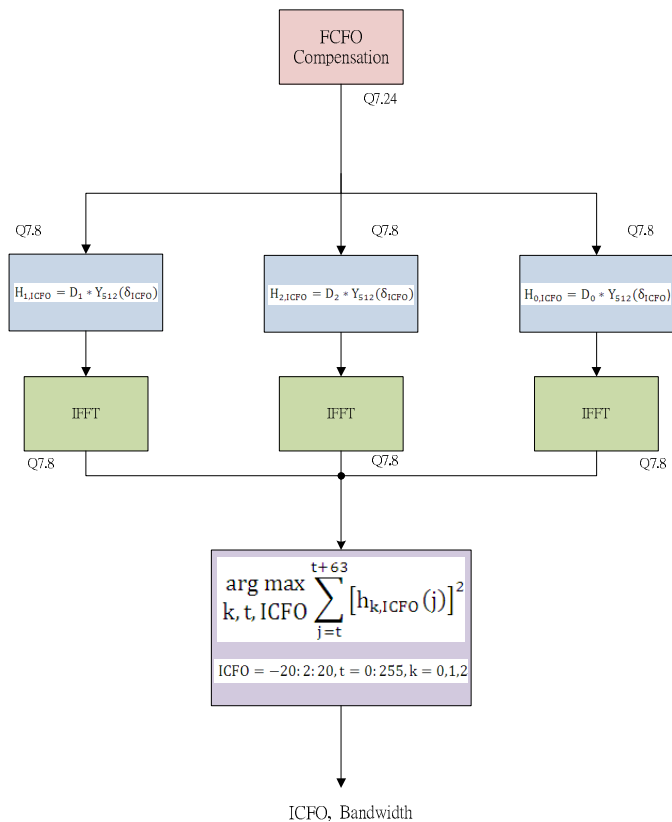 FCFO
Compensation
Q7.24
Q7.8
Q7.8
Q7.8
H₁,ICFO = D₁ * Y₅₁₂(δICFO)
H₂,ICFO = D₂ * Y₅₁₂(δICFO)
H₀,ICFO = D₀ * Y₅₁₂(δICFO)
IFFT
IFFT
IFFT
Q7.8
Q7.8
Q7.8
t+63
arg max
k, t, ICFO ∑ [hk,ICFO(j)]²
j=t
ICFO = −20: 2: 20, t = 0: 255, k = 0,1,2
ICFO, Bandwidth